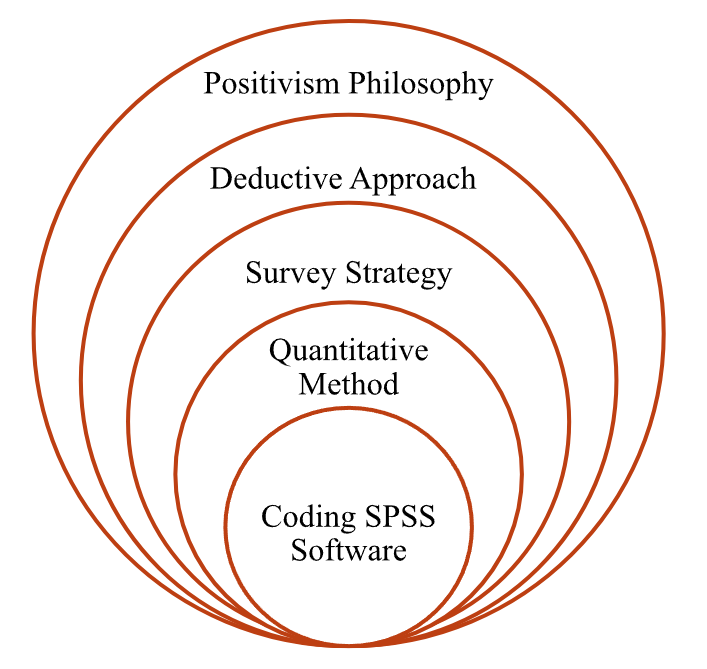 Positivism Philosophy
Deductive Approach
Survey Strategy
Quantitative
Method
Coding SPSS
Software